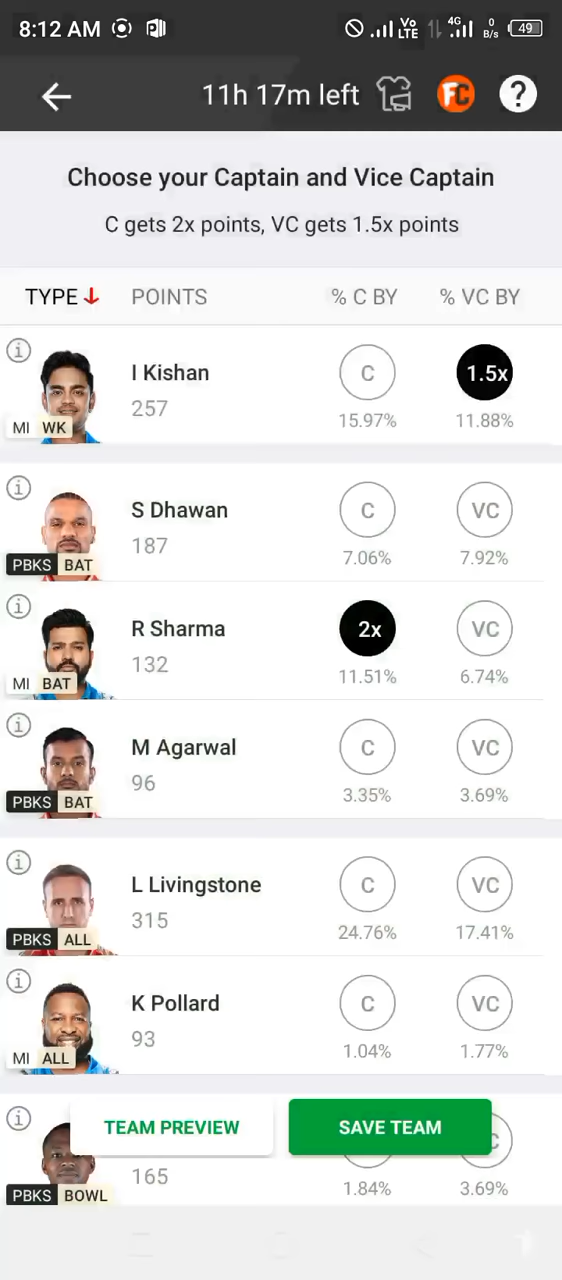 8:12 AM Vo LTE 4G 0 B/s 49
11h 17m left FC ?
Choose your Captain and Vice Captain
C gets 2x points, VC gets 1.5x points
TYPE POINTS % C BY % VC BY
I Kishan C 1.5x
257 15.97% 11.88%
MI WK
S Dhawan C VC
187 7.06% 7.92%
PBKS BAT
R Sharma 2x VC
132 11.51% 6.74%
MI BAT
M Agarwal C VC
96 3.35% 3.69%
PBKS BAT
L Livingstone C VC
315 24.76% 17.41%
PBKS ALL
K Pollard C VC
93 1.04% 1.77%
MI ALL
TEAM PREVIEW SAVE TEAM
165 1.84% 3.69%
PBKS BOWL